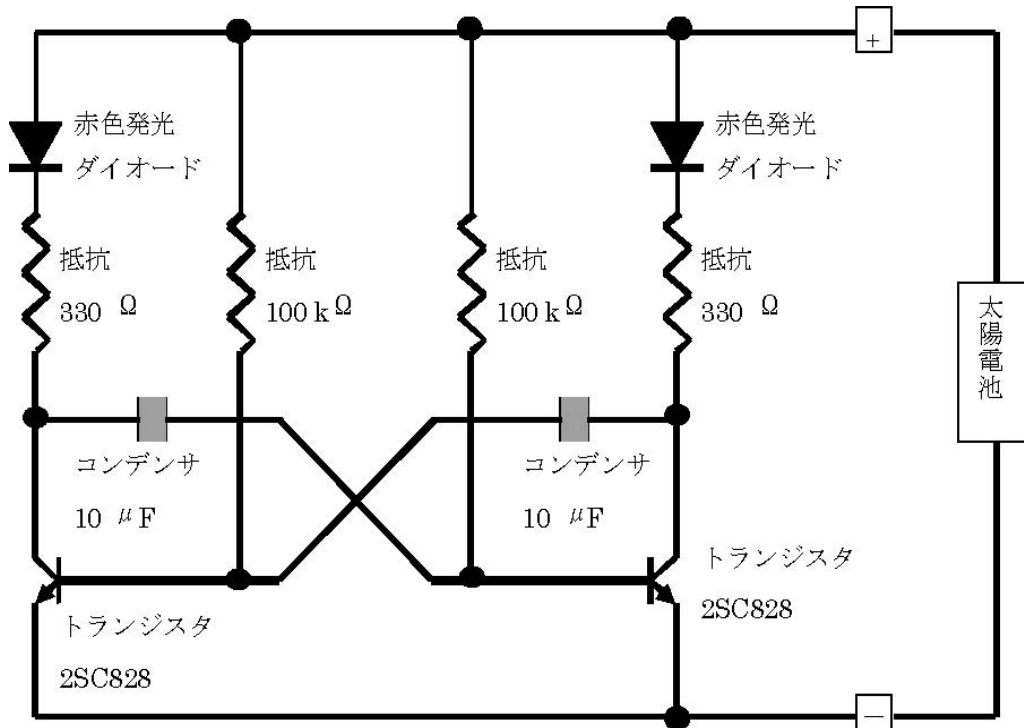 +
赤色発光
ダイオード
赤色発光
ダイオード
抵抗
330 Ω
抵抗
100 kΩ
抵抗
100 kΩ
抵抗
330 Ω
太陽電池
コンデンサ
10 μF
コンデンサ
10 μF
トランジスタ
2SC828
トランジスタ
2SC828
−